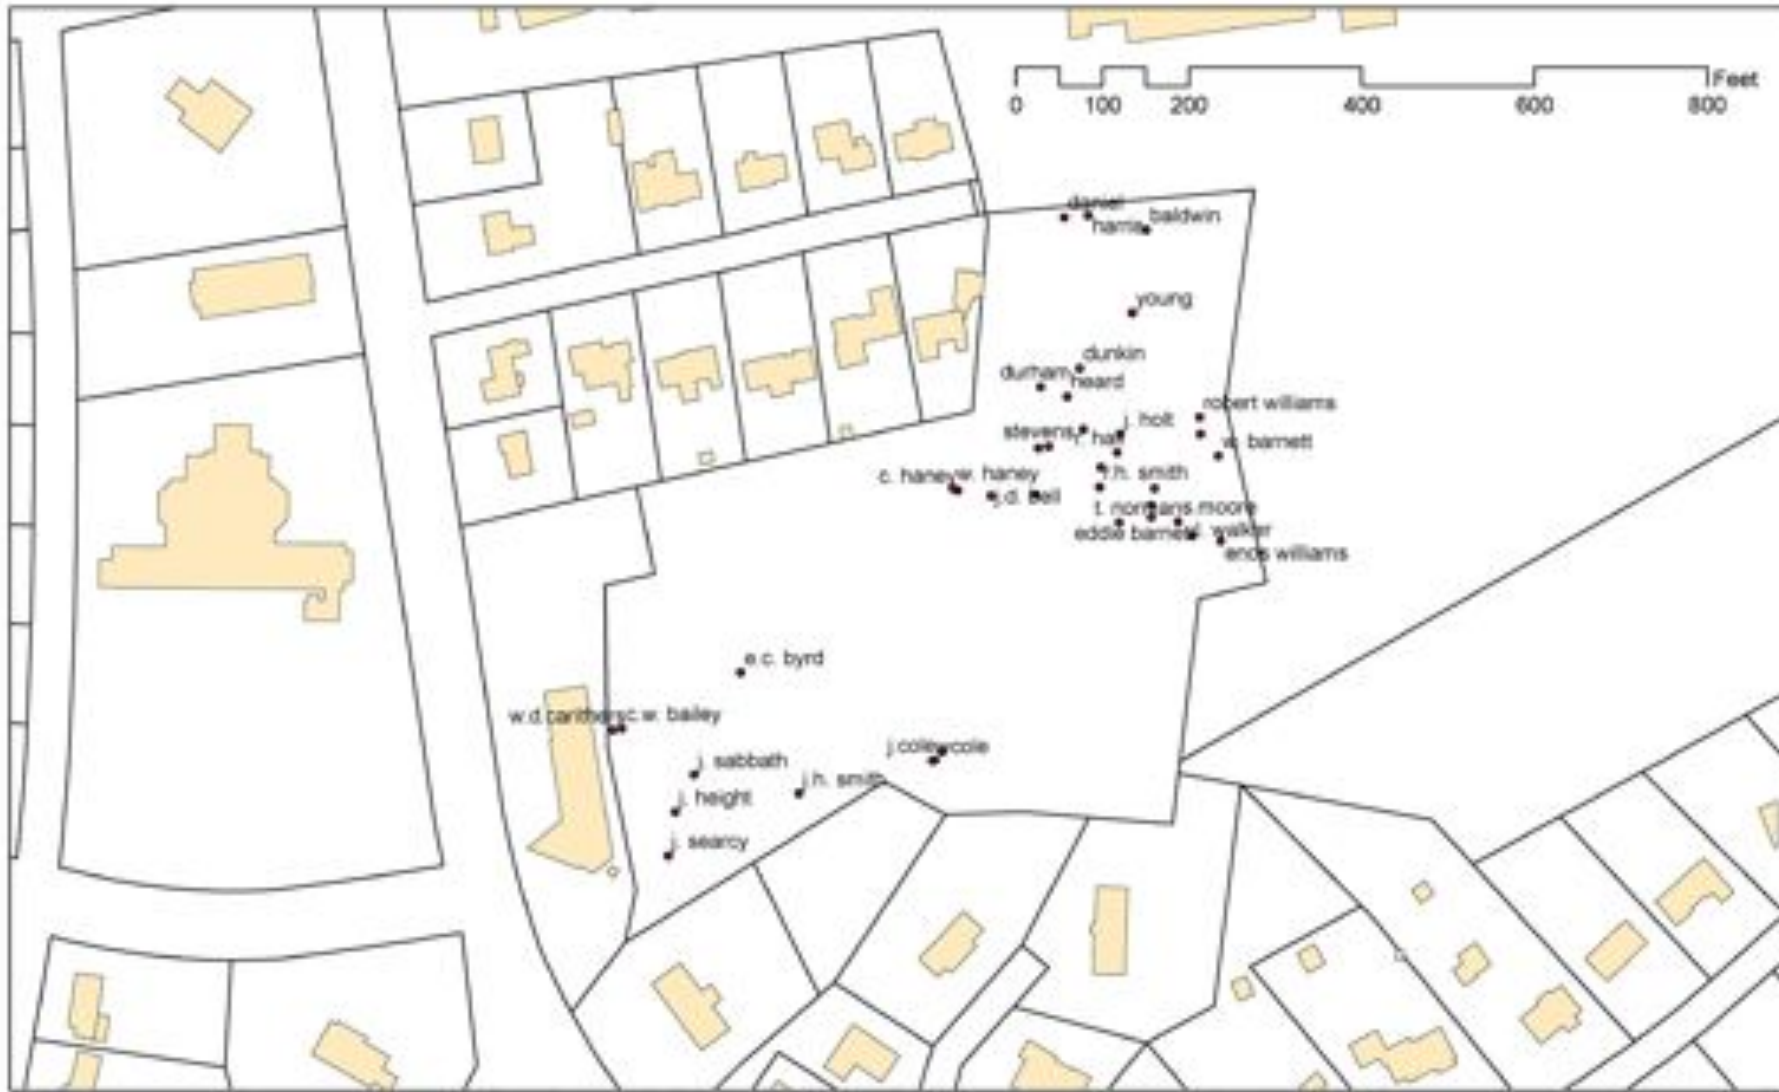 Feet
0 100 200 400 600 800
daniel
harris
baldwin
young
dunkin
durham
heard
robert williams
j. holt
stevens
w. barnett
c. haney
w. haney
j.d. bell
r.h. smith
t. norman
s moore
eddie barnett
walker
enos williams
e.c. byrd
w.d.carithers
c.w. bailey
j.cole
cole
j. sabbath
j.h. smith
j. height
j. searcy